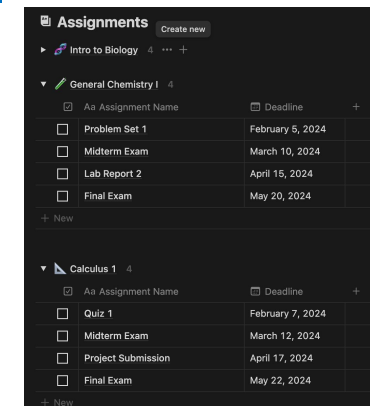 Assignments
Create new
Intro to Biology 4 ••• +
General Chemistry I 4
Aa Assignment Name Deadline +
Problem Set 1 February 5, 2024
Midterm Exam March 10, 2024
Lab Report 2 April 15, 2024
Final Exam May 20, 2024
+ New
Calculus 1 4
Aa Assignment Name Deadline +
Quiz 1 February 7, 2024
Midterm Exam March 12, 2024
Project Submission April 17, 2024
Final Exam May 22, 2024
+ New